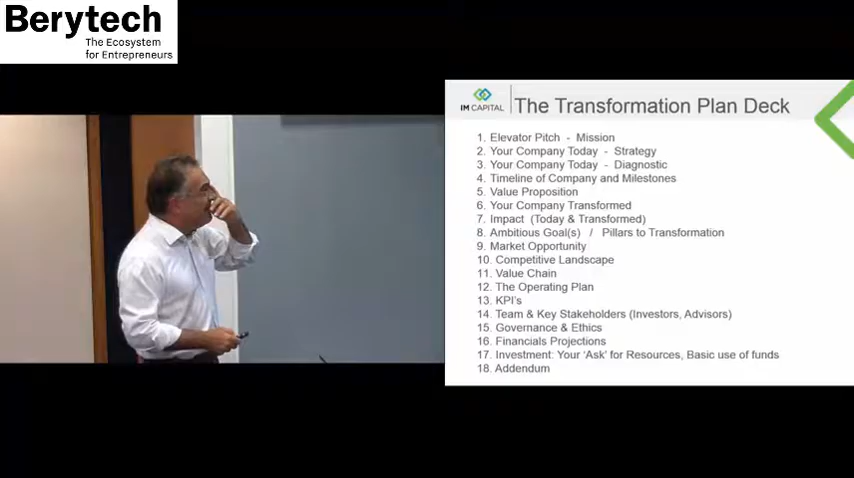 Berytech
The Ecosystem
for Entrepreneurs
IM CAPITAL
The Transformation Plan Deck
1. Elevator Pitch - Mission
2. Your Company Today - Strategy
3. Your Company Today - Diagnostic
4. Timeline of Company and Milestones
5. Value Proposition
6. Your Company Transformed
7. Impact (Today & Transformed)
8. Ambitious Goal(s) / Pillars to Transformation
9. Market Opportunity
10. Competitive Landscape
11. Value Chain
12. The Operating Plan
13. KPI's
14. Team & Key Stakeholders (Investors, Advisors)
15. Governance & Ethics
16. Financials Projections
17. Investment: Your 'Ask' for Resources, Basic use of funds
18. Addendum